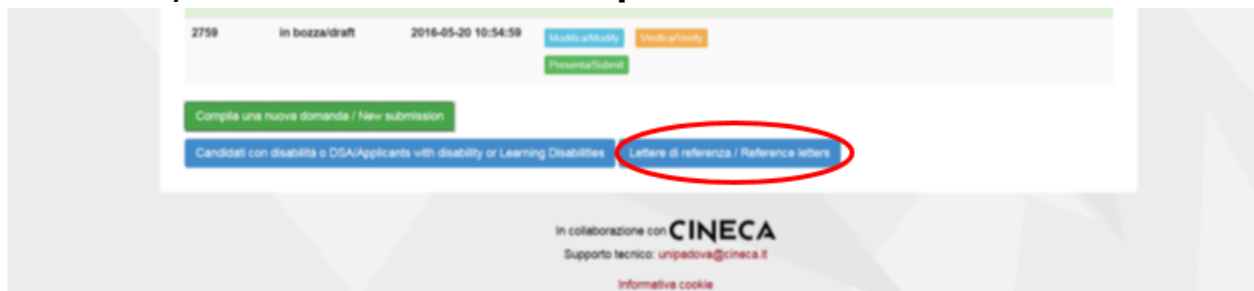 2759 in bozza/draft 2016-05-20 10:54:59 Modifica/Modify Verifica/Verify
Presenta/Submit
Compila una nuova domanda / New submission
Candidati con disabilità o DSA/Applicants with disability or Learning Disabilities Lettere di referenza / Reference letters
In collaborazione con CINECA
Supporto tecnico: unipadova@cineca.it
Informativa cookie